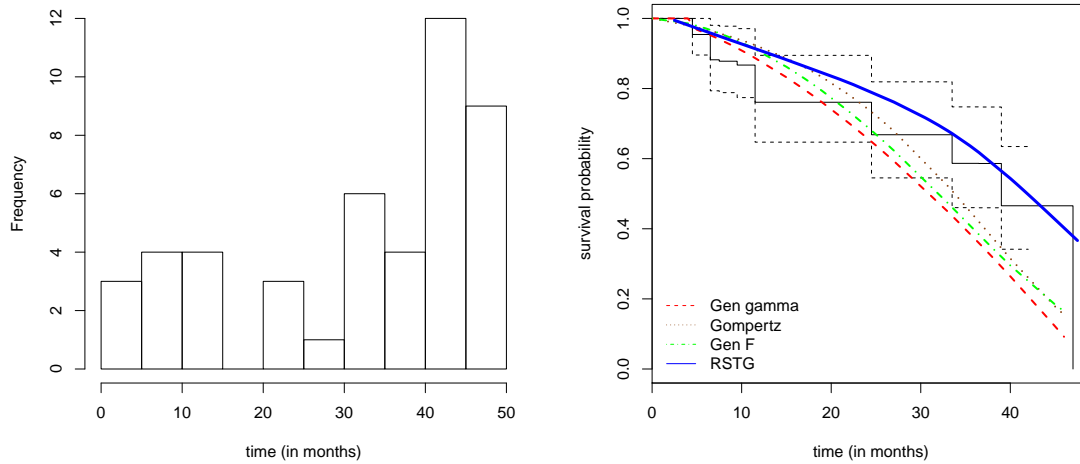 Frequency
0 2 4 6 8 10 12
0 10 20 30 40 50
time (in months)
survival probability
0.0 0.2 0.4 0.6 0.8 1.0
Gen gamma
Gompertz
Gen F
RSTG
0 10 20 30 40
time (in months)